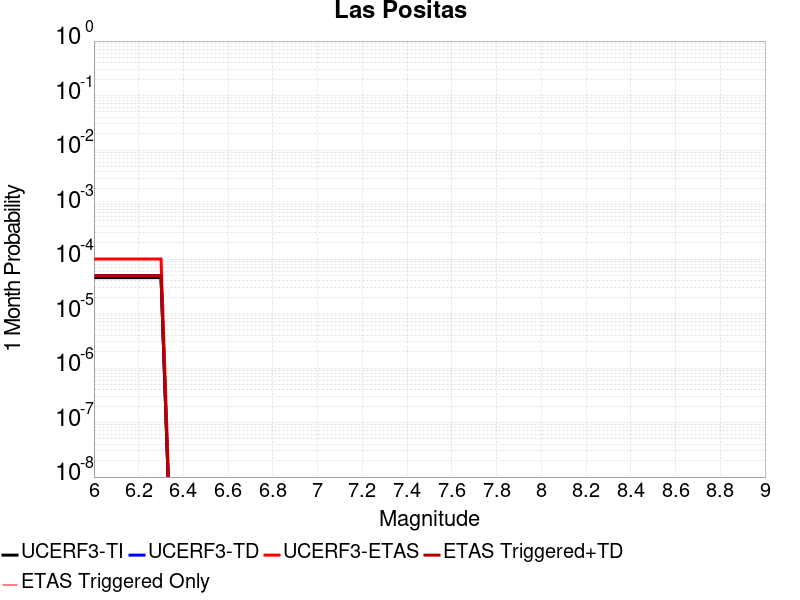 Las Positas
10^0
10^-1
10^-2
10^-3
10^-4
10^-5
10^-6
10^-7
10^-8
1 Month Probability
6 6.2 6.4 6.6 6.8 7 7.2 7.4 7.6 7.8 8 8.2 8.4 8.6 8.8 9
Magnitude
UCERF3-TI UCERF3-TD UCERF3-ETAS ETAS Triggered+TD
ETAS Triggered Only